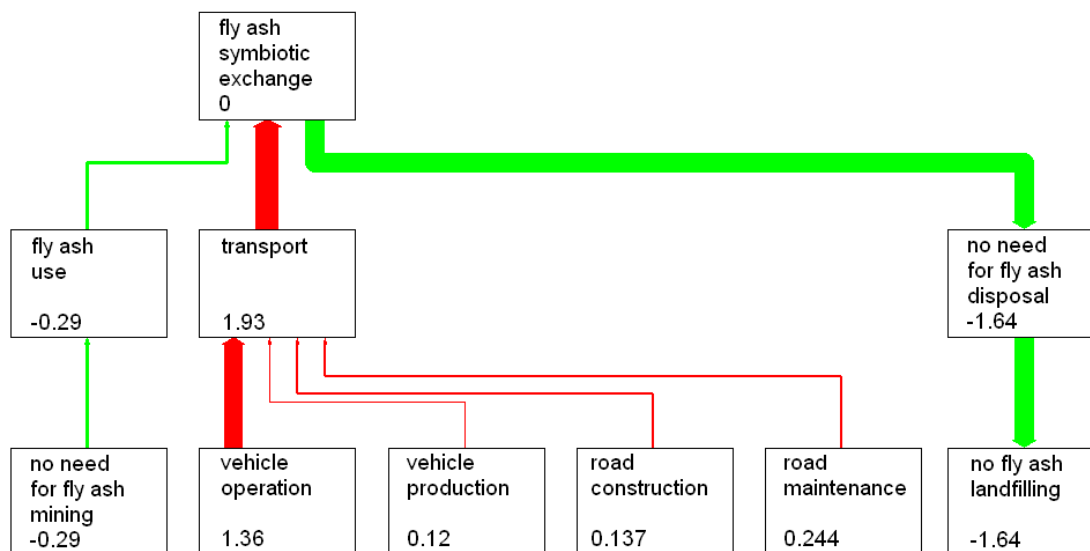 fly ash
symbiotic
exchange
0
fly ash
use
-0.29
transport
1.93
no need
for fly ash
disposal
-1.64
no need
for fly ash
mining
-0.29
vehicle
operation
1.36
vehicle
production
0.12
road
construction
0.137
road
maintenance
0.244
no fly ash
landfilling
-1.64